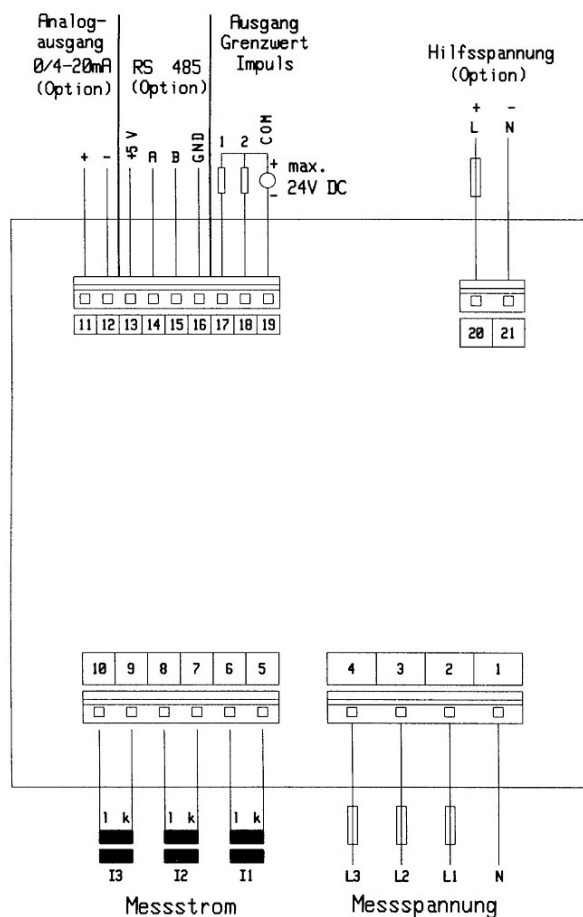 Analog-
ausgang
0/4-20mA
(Option)
RS 485
(Option)
Ausgang
Grenzwert
Impuls
Hilfsspannung
(Option)
+ -
L N
+ - +5 V A B GND 1 2 COM
+
-
max.
24V DC
11 12 13 14 15 16 17 18 19
20 21
10 9 8 7 6 5
4 3 2 1
l k l k l k
I3 I2 I1
L3 L2 L1 N
Messstrom
Messspannung